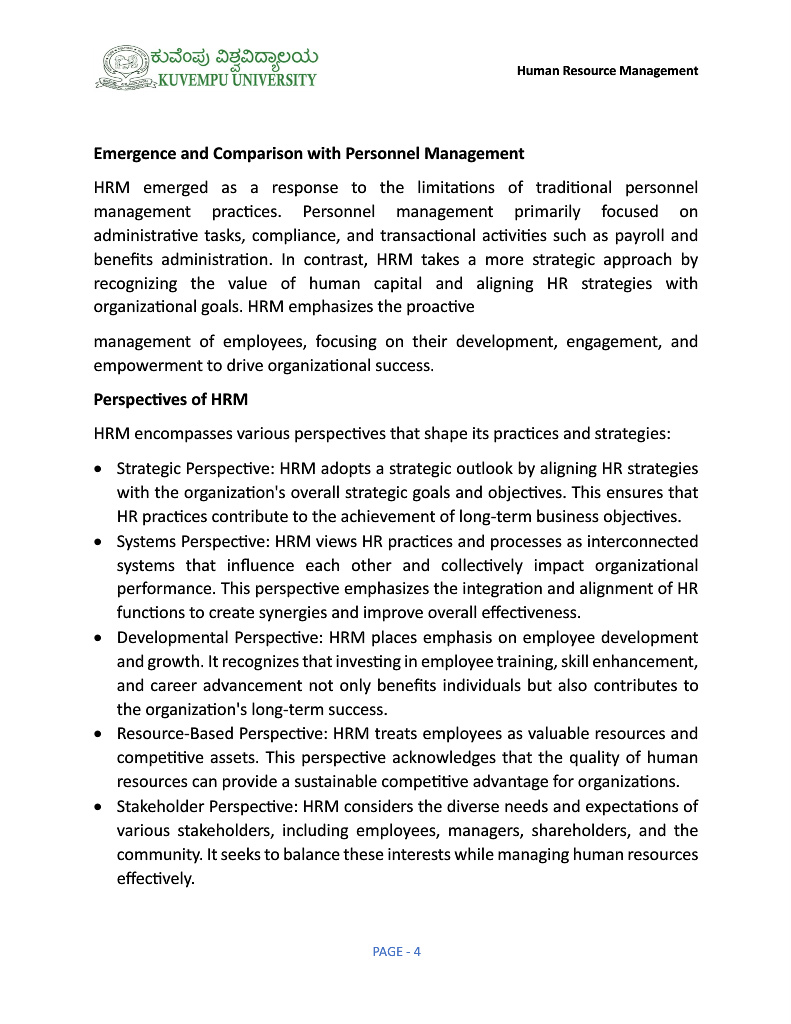 ಕುವೆಂಪು ವಿಶ್ವವಿದ್ಯಾಲಯ
KUVEMPU UNIVERSITY
Human Resource Management
Emergence and Comparison with Personnel Management
HRM emerged as a response to the limitations of traditional personnel
management practices. Personnel management primarily focused on
administrative tasks, compliance, and transactional activities such as payroll and
benefits administration. In contrast, HRM takes a more strategic approach by
recognizing the value of human capital and aligning HR strategies with
organizational goals. HRM emphasizes the proactive
management of employees, focusing on their development, engagement, and
empowerment to drive organizational success.
Perspectives of HRM
HRM encompasses various perspectives that shape its practices and strategies:
• Strategic Perspective: HRM adopts a strategic outlook by aligning HR strategies
with the organization's overall strategic goals and objectives. This ensures that
HR practices contribute to the achievement of long-term business objectives.
• Systems Perspective: HRM views HR practices and processes as interconnected
systems that influence each other and collectively impact organizational
performance. This perspective emphasizes the integration and alignment of HR
functions to create synergies and improve overall effectiveness.
• Developmental Perspective: HRM places emphasis on employee development
and growth. It recognizes that investing in employee training, skill enhancement,
and career advancement not only benefits individuals but also contributes to
the organization's long-term success.
• Resource-Based Perspective: HRM treats employees as valuable resources and
competitive assets. This perspective acknowledges that the quality of human
resources can provide a sustainable competitive advantage for organizations.
• Stakeholder Perspective: HRM considers the diverse needs and expectations of
various stakeholders, including employees, managers, shareholders, and the
community. It seeks to balance these interests while managing human resources
effectively.
PAGE - 4